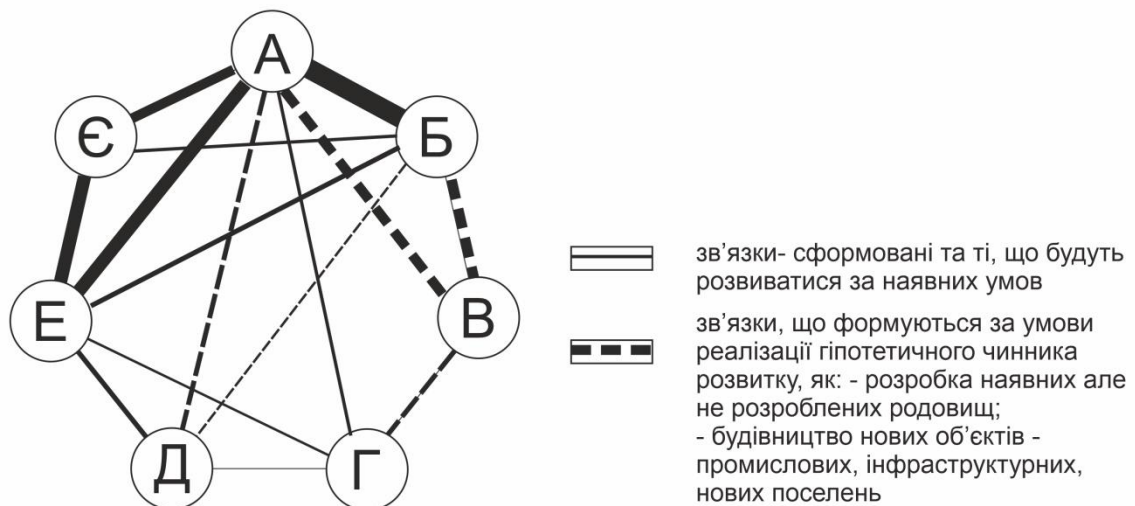 А
Є
Б
Е
В
Д
Г
зв’язки- сформовані та ті, що будуть
розвиватися за наявних умов
зв’язки, що формуються за умови
реалізації гіпотетичного чинника
розвитку, як: - розробка наявних але
не розроблених родовищ;
- будівництво нових об’єктів -
промислових, інфраструктурних,
нових поселень